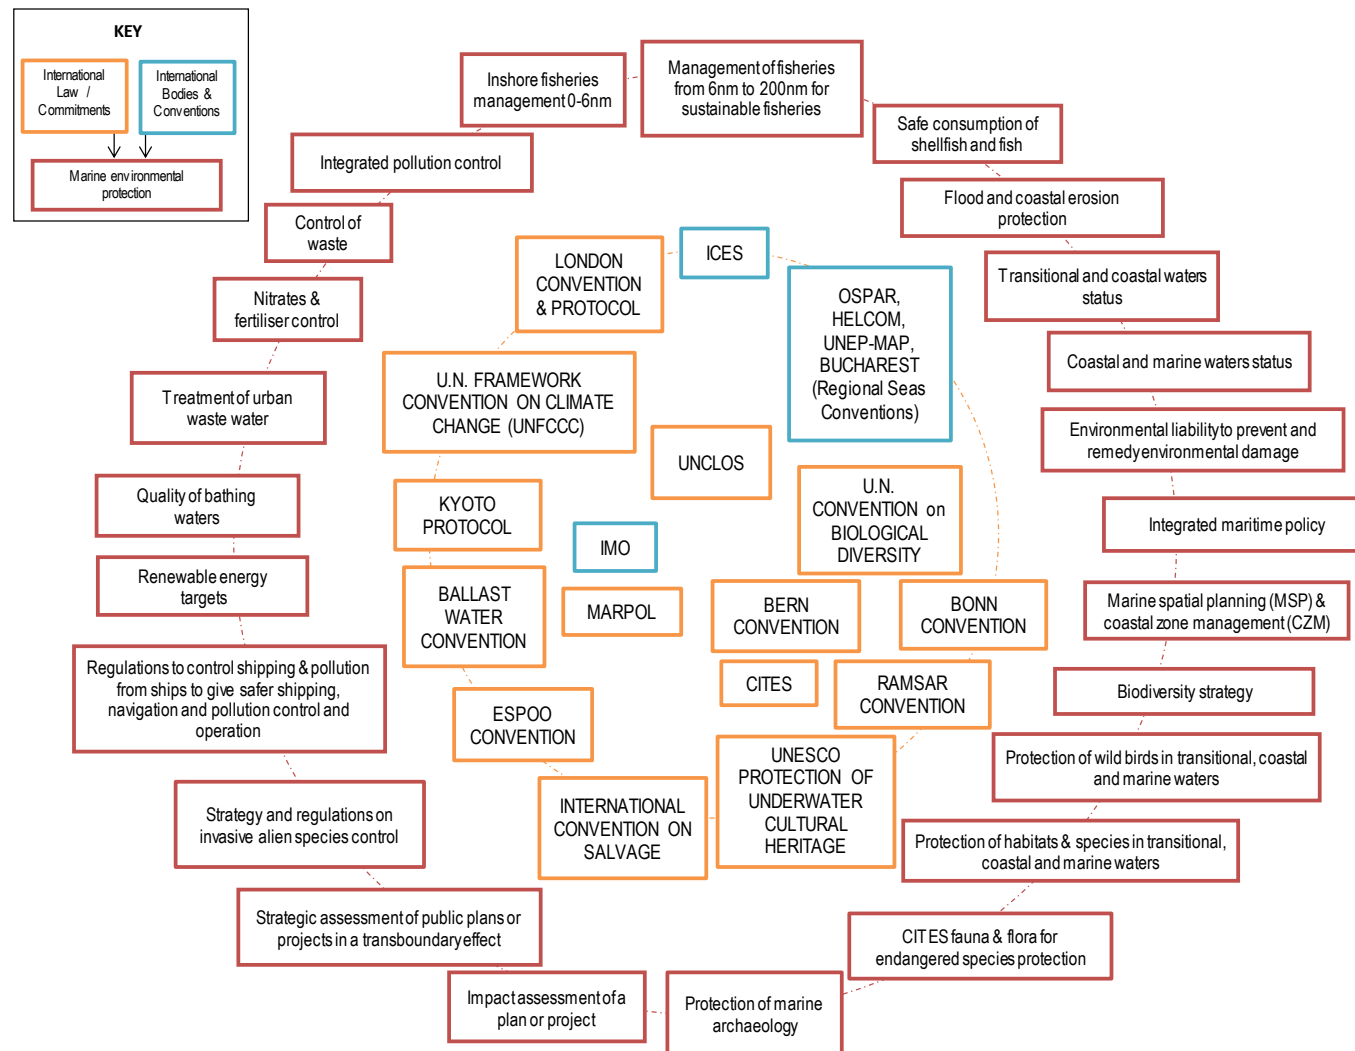 KEY
International
Law /
Commitments
International
Bodies &
Conventions
Marine environmental
protection
Inshore fisheries
management 0-6nm
Management of fisheries
from 6nm to 200nm for
sustainable fisheries
Safe consumption of
shellfish and fish
Flood and coastal erosion
protection
Transitional and coastal waters
status
Coastal and marine waters status
Environmental liability to prevent and
remedy environmental damage
Integrated maritime policy
Marine spatial planning (MSP) &
coastal zone management (CZM)
Biodiversity strategy
Protection of wild birds in transitional, coastal
and marine waters
Protection of habitats & species in transitional,
coastal and marine waters
CITES fauna & flora for
endangered species protection
Protection of marine
archaeology
Impact assessment of a
plan or project
Strategic assessment of public plans or
projects in a transboundary effect
Strategy and regulations on
invasive alien species control
Regulations to control shipping & pollution
from ships to give safer shipping,
navigation and pollution control and
operation
Renewable energy
targets
Quality of bathing
waters
Treatment of urban
waste water
Nitrates &
fertiliser control
Control of
waste
Integrated pollution control
LONDON
CONVENTION
& PROTOCOL
ICES
OSPAR,
HELCOM,
UNEP-MAP,
BUCHAREST
(Regional Seas
Conventions)
U.N. FRAMEWORK
CONVENTION ON CLIMATE
CHANGE (UNFCCC)
UNCLOS
U.N.
CONVENTION on
BIOLOGICAL
DIVERSITY
KYOTO
PROTOCOL
IMO
MARPOL
BALLAST
WATER
CONVENTION
BERN
CONVENTION
BONN
CONVENTION
CITES
RAMSAR
CONVENTION
ESPOO
CONVENTION
INTERNATIONAL
CONVENTION ON
SALVAGE
UNESCO
PROTECTION OF
UNDERWATER
CULTURAL
HERITAGE